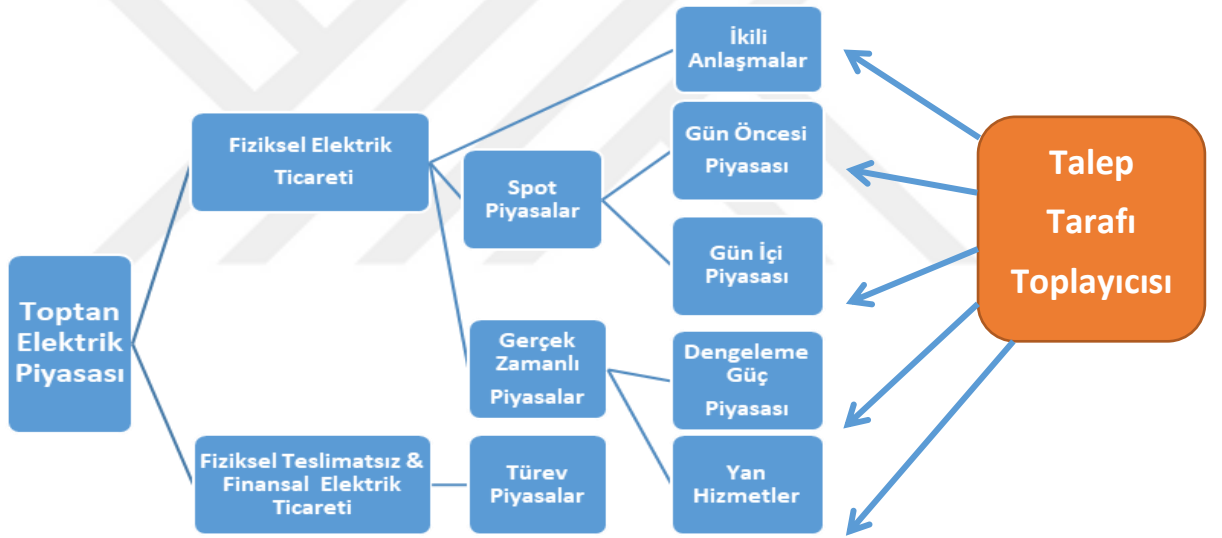 Toptan
Elektrik
Piyasası
Fiziksel Elektrik
Ticareti
Fiziksel Teslimatsız &
Finansal Elektrik
Ticareti
Spot
Piyasalar
Gerçek
Zamanlı
Piyasalar
Türev
Piyasalar
İkili
Anlaşmalar
Gün Öncesi
Piyasası
Gün İçi
Piyasası
Dengeleme
Güç
Piyasası
Yan
Hizmetler
Talep
Tarafı
Toplayıcısı